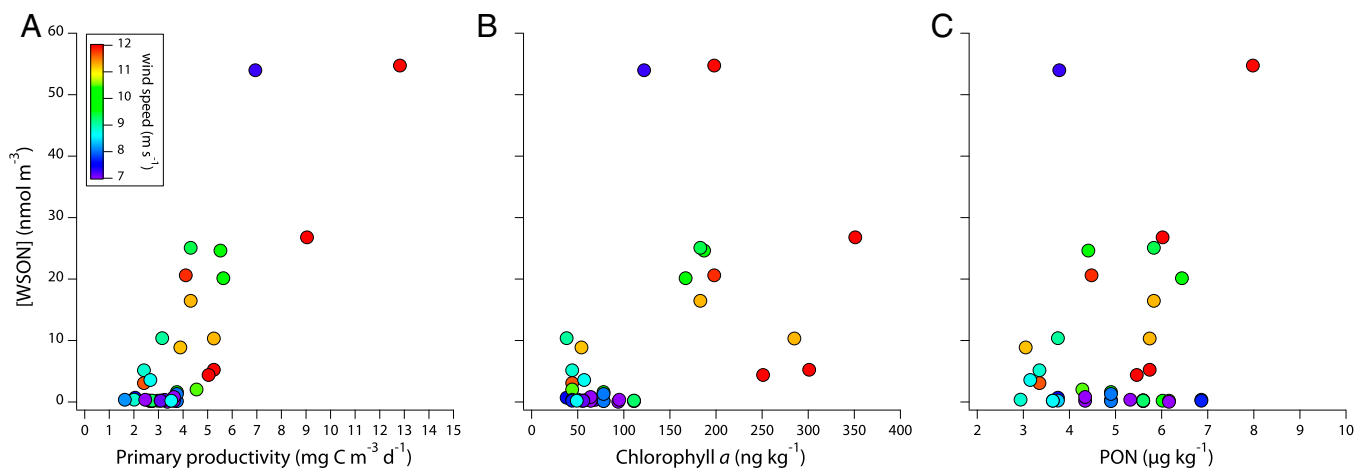 A
B
C
60
50
40
30
20
10
0
[WSON] (nmol m⁻³)
12
11
10
9
8
7
wind speed (m s⁻¹)
0 1 2 3 4 5 6 7 8 9 10 11 12 13 14 15
Primary productivity (mg C m⁻³ d⁻¹)
0 50 100 150 200 250 300 350 400
Chlorophyll a (ng kg⁻¹)
2 3 4 5 6 7 8 9 10
PON (μg kg⁻¹)